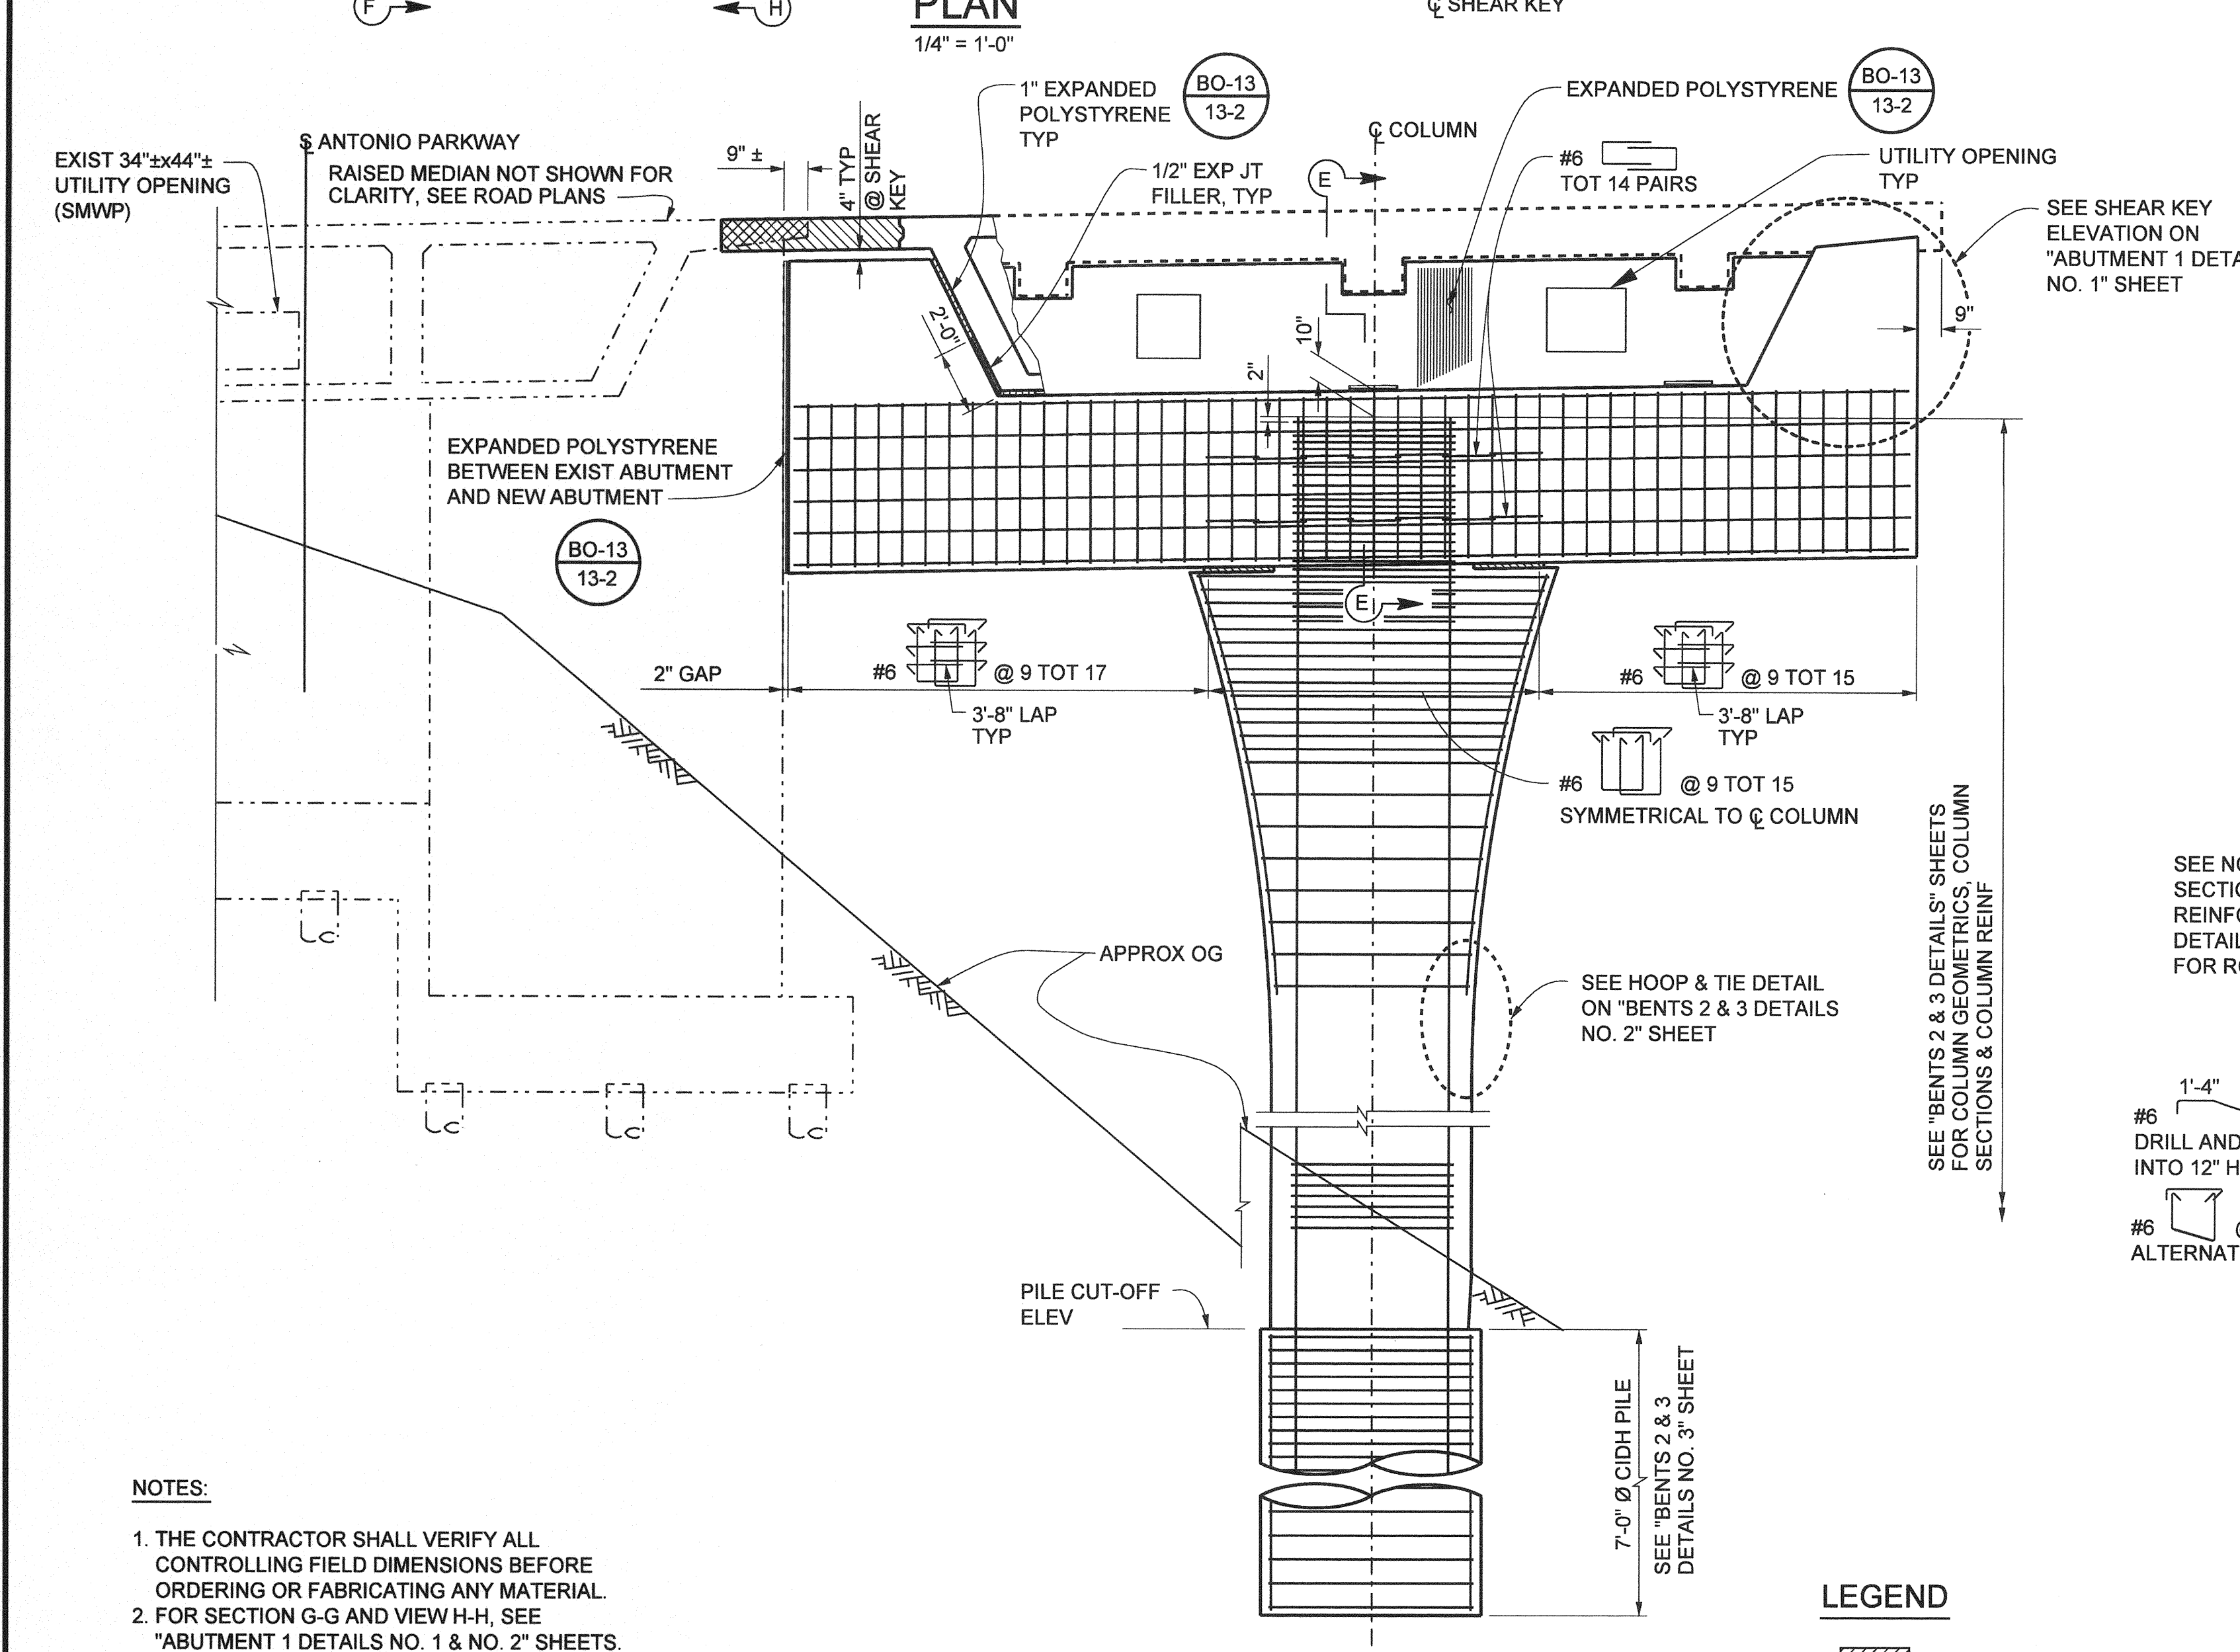 F
H
PLAN
1/4" = 1'-0"
℄ SHEAR KEY
1" EXPANDED
POLYSTYRENE
TYP
BO-13
13-2
EXPANDED POLYSTYRENE
BO-13
13-2
℄ COLUMN
ANTONIO PARKWAY
EXIST 34"±x44"±
UTILITY OPENING
(SMWP)
RAISED MEDIAN NOT SHOWN FOR
CLARITY, SEE ROAD PLANS
9" ±
4" TYP
@ SHEAR
KEY
1/2" EXP JT
FILLER, TYP
E
#6
TOT 14 PAIRS
UTILITY OPENING
TYP
SEE SHEAR KEY
ELEVATION ON
"ABUTMENT 1 DETA
NO. 1" SHEET
9"
2'-0"
10"
2"
EXPANDED POLYSTYRENE
BETWEEN EXIST ABUTMENT
AND NEW ABUTMENT
BO-13
13-2
E
2" GAP
#6
@ 9 TOT 17
3'-8" LAP
TYP
#6
@ 9 TOT 15
3'-8" LAP
TYP
#6
@ 9 TOT 15
SYMMETRICAL TO ℄ COLUMN
SEE "BENTS 2 & 3 DETAILS" SHEETS
FOR COLUMN GEOMETRICS, COLUMN
SECTIONS & COLUMN REINF
SEE NO
SECTIO
REINFO
DETAIL
FOR RO
APPROX OG
SEE HOOP & TIE DETAIL
ON "BENTS 2 & 3 DETAILS
NO. 2" SHEET
1'-4"
#6
DRILL AND
INTO 12" H
#6
ALTERNAT
PILE CUT-OFF
ELEV
7'-0" Ø CIDH PILE
SEE "BENTS 2 & 3
DETAILS NO. 3" SHEET
NOTES:
1. THE CONTRACTOR SHALL VERIFY ALL
CONTROLLING FIELD DIMENSIONS BEFORE
ORDERING OR FABRICATING ANY MATERIAL.
2. FOR SECTION G-G AND VIEW H-H, SEE
"ABUTMENT 1 DETAILS NO. 1 & NO. 2" SHEETS.
LEGEND